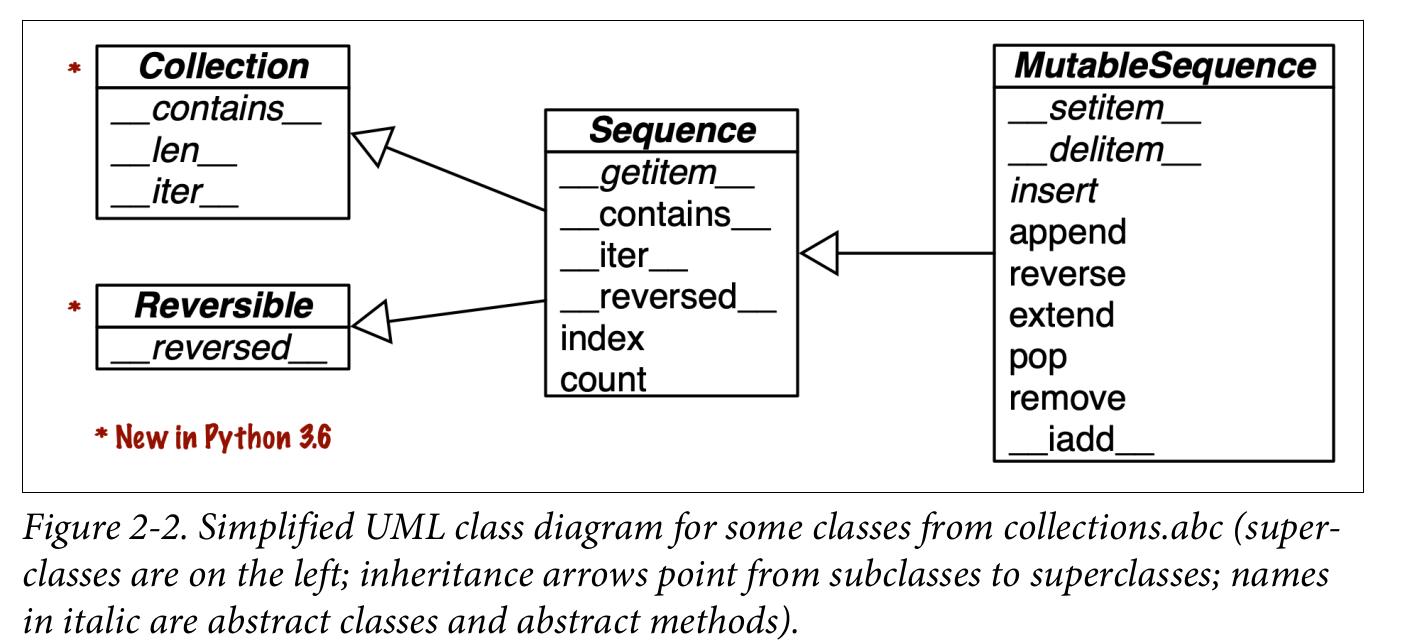 * Collection
__contains__
__len__
__iter__
* Reversible
__reversed__
* New in Python 3.6
Sequence
__getitem__
__contains__
__iter__
__reversed__
index
count
MutableSequence
__setitem__
__delitem__
insert
append
reverse
extend
pop
remove
__iadd__
Figure 2-2. Simplified UML class diagram for some classes from collections.abc (super-
classes are on the left; inheritance arrows point from subclasses to superclasses; names
in italic are abstract classes and abstract methods).